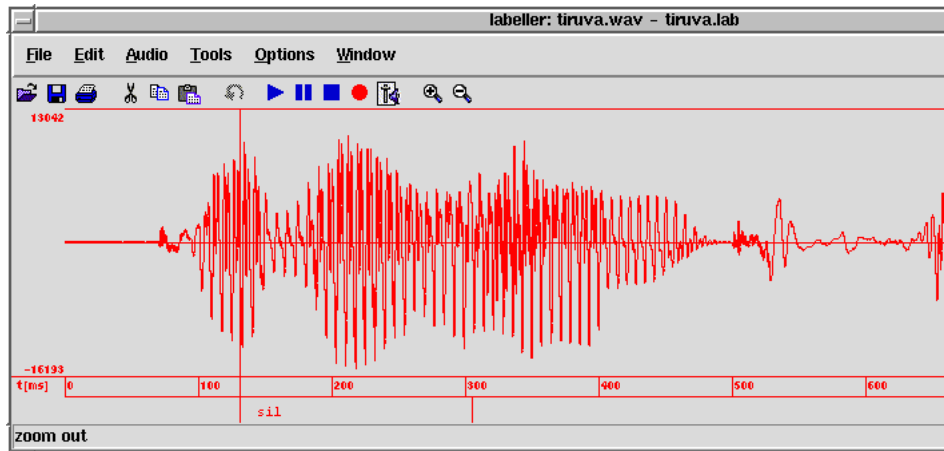 labeller: tiruva.wav - tiruva.lab
File Edit Audio Tools Options Window
13042
-16193
t[ms] 0 100 200 300 400 500 600
sil
zoom out